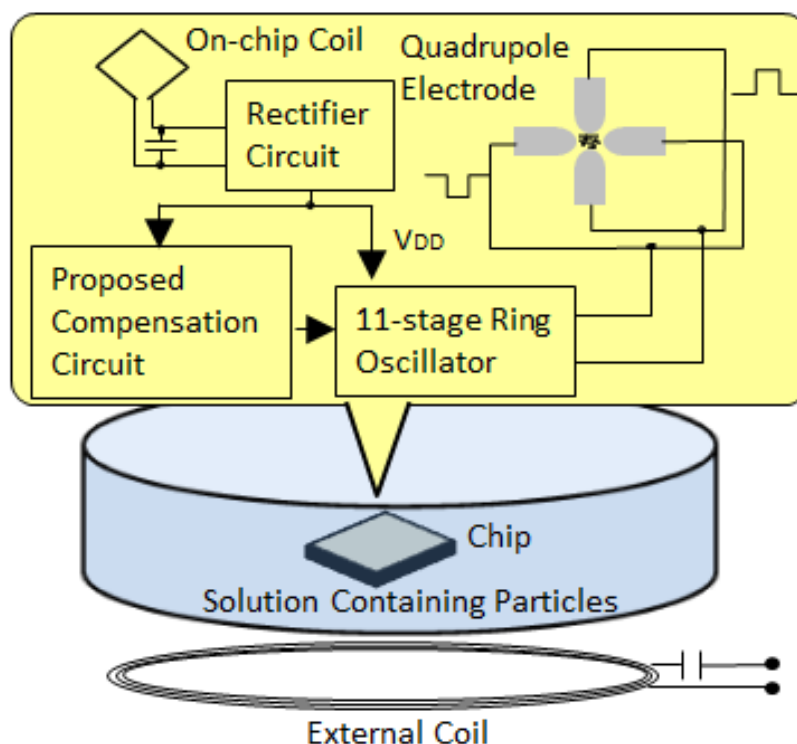 On-chip Coil
Quadrupole
Electrode
Rectifier
Circuit
VDD
Proposed
Compensation
Circuit
11-stage Ring
Oscillator
Chip
Solution Containing Particles
External Coil